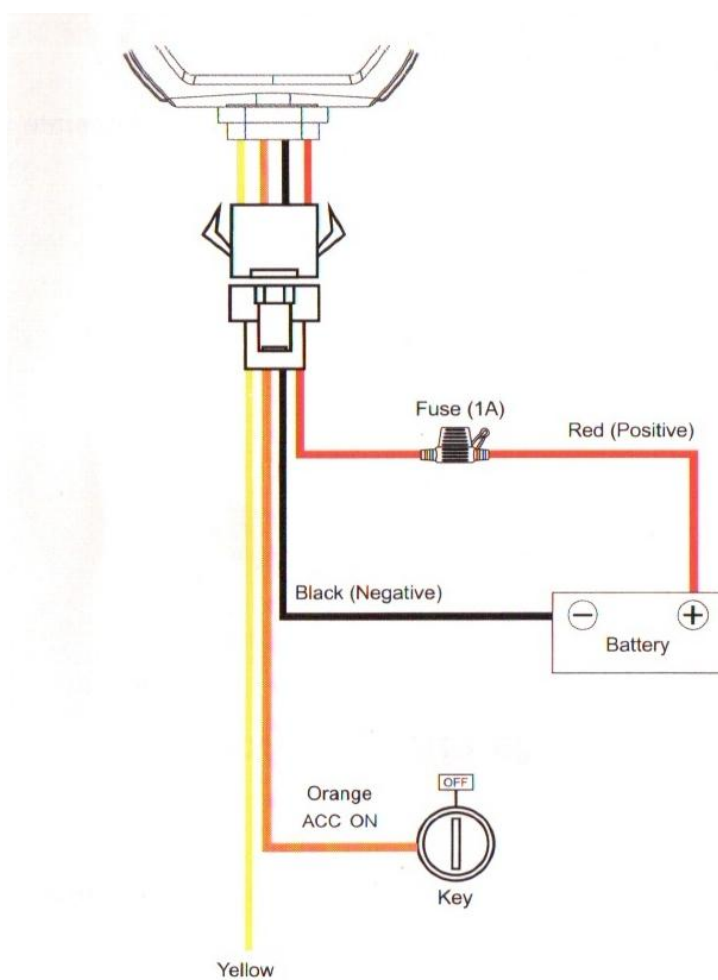 Fuse (1A)
Red (Positive)
Black (Negative)
Battery
OFF
Orange
ACC ON
Key
Yellow